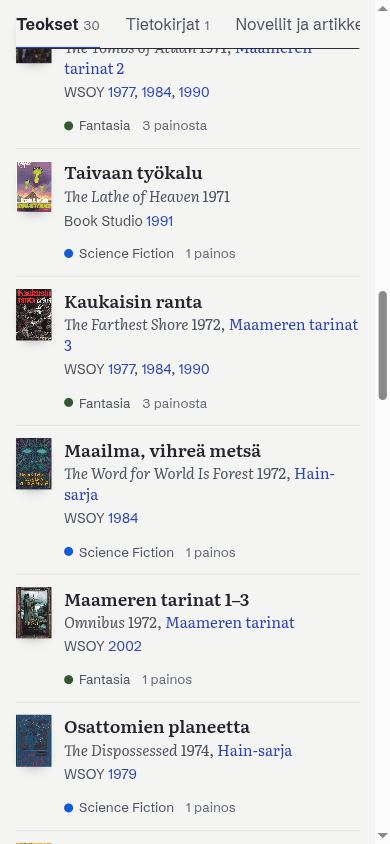 Teokset 30 Tietokirjat 1 Novellit ja artikke
The Tombs of Atuan 1971, Maameren
tarinat 2
WSOY 1977, 1984, 1990
Fantasia 3 painosta
Taivaan työkalu
The Lathe of Heaven 1971
Book Studio 1991
Science Fiction 1 painos
Kaukaisin ranta
The Farthest Shore 1972, Maameren tarinat
3
WSOY 1977, 1984, 1990
Fantasia 3 painosta
Maailma, vihreä metsä
The Word for World Is Forest 1972, Hain-
sarja
WSOY 1984
Science Fiction 1 painos
Maameren tarinat 1–3
Omnibus 1972, Maameren tarinat
WSOY 2002
Fantasia 1 painos
Osattomien planeetta
The Dispossessed 1974, Hain-sarja
WSOY 1979
Science Fiction 1 painos